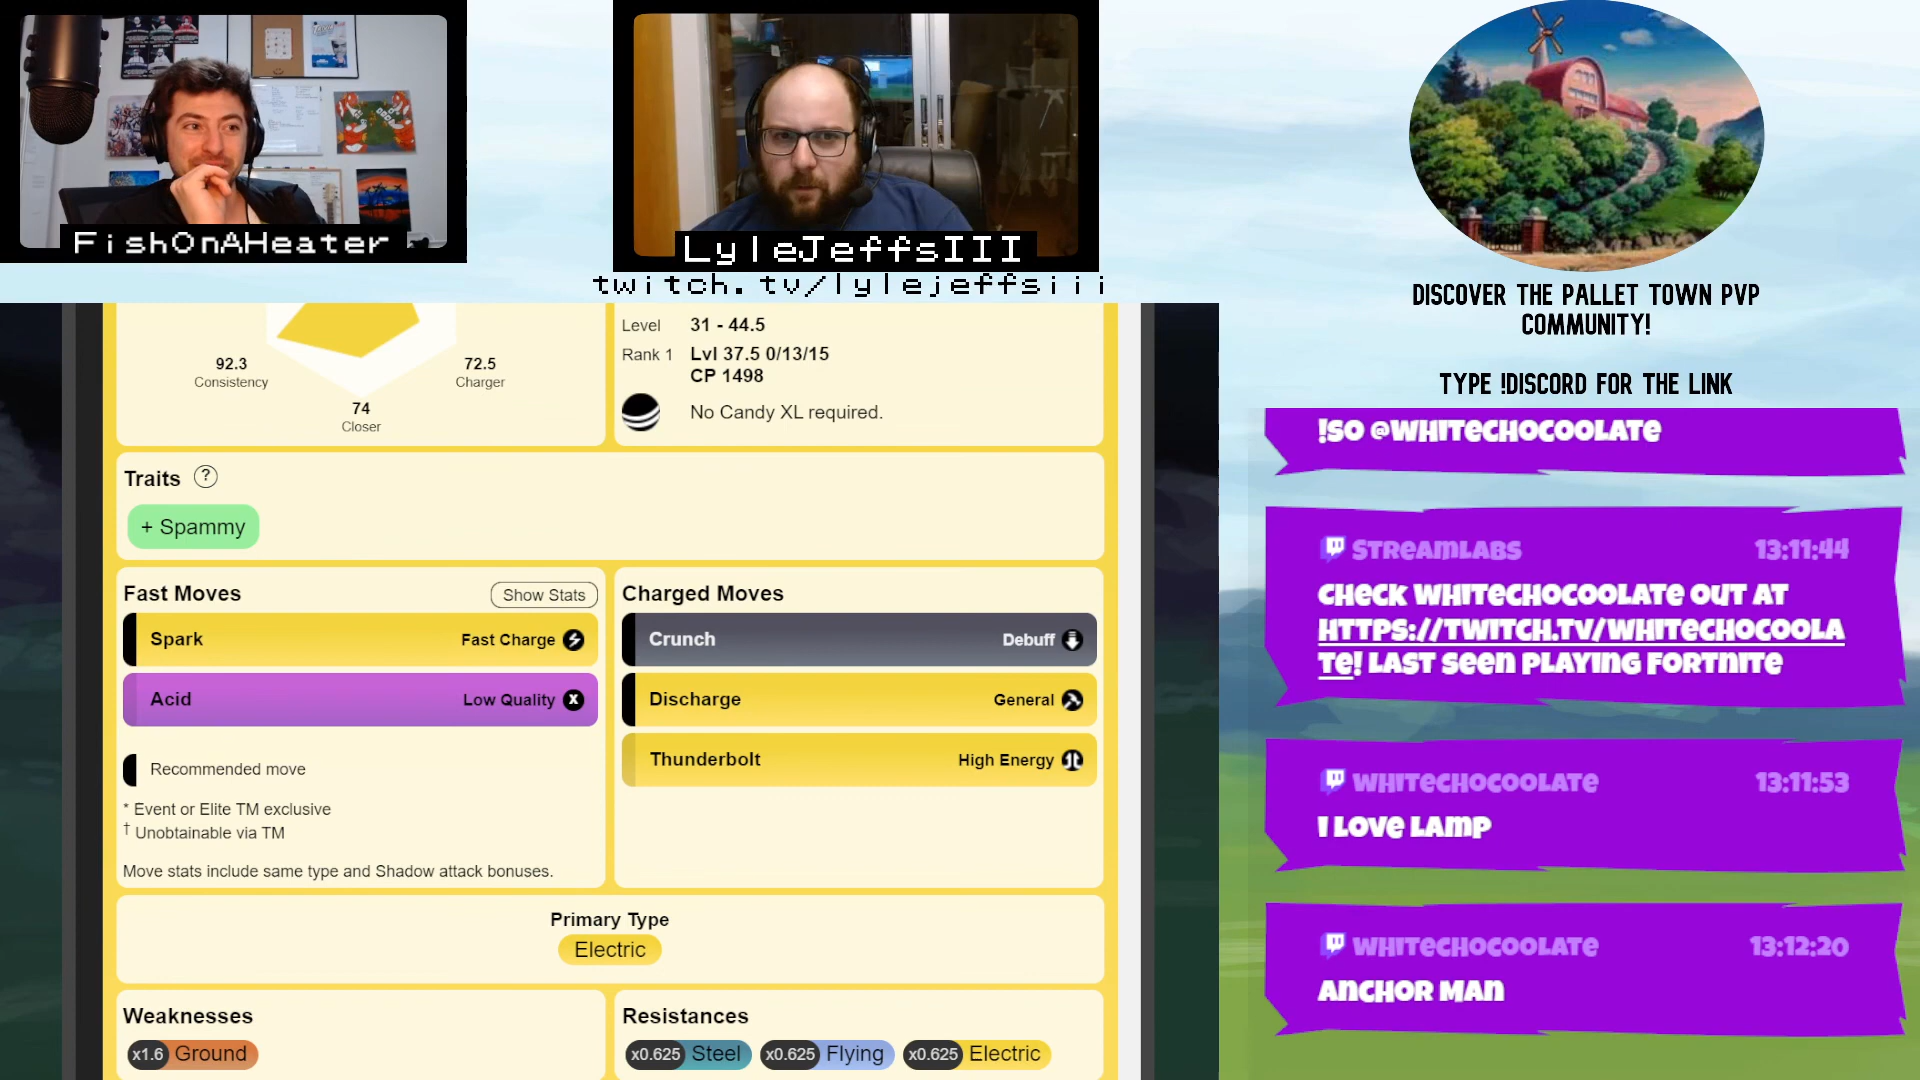 FishOnAHeater
LyleJeffsIII
twitch.tv/lylejeffsiii
DISCOVER THE PALLET TOWN PVP
COMMUNITY!
TYPE !DISCORD FOR THE LINK
92.3
Consistency
72.5
Charger
74
Closer
Level 31 - 44.5
Rank 1 Lvl 37.5 0/13/15
CP 1498
No Candy XL required.
Traits ?
+ Spammy
Fast Moves Show Stats
Spark Fast Charge
Acid Low Quality
Recommended move
* Event or Elite TM exclusive
† Unobtainable via TM
Move stats include same type and Shadow attack bonuses.
Charged Moves
Crunch Debuff
Discharge General
Thunderbolt High Energy
Primary Type
Electric
Weaknesses
x1.6 Ground
Resistances
x0.625 Steel x0.625 Flying x0.625 Electric
!SO @WHITECHOCOOLATE
STREAMLABS 13:11:44
CHECK WHITECHOCOOLATE OUT AT
HTTPS://TWITCH.TV/WHITECHOCOOLA
TE! LAST SEEN PLAYING FORTNITE
WHITECHOCOOLATE 13:11:53
I LOVE LAMP
WHITECHOCOOLATE 13:12:20
ANCHOR MAN